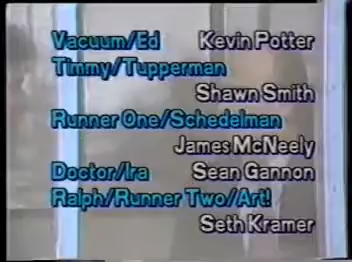 Vacuum/Ed Kevin Potter
Timmy/Tupperman
Shawn Smith
Runner One/Schedelman
James McNeely
Doctor/Ira Sean Gannon
Ralph/Runner Two/Art!
Seth Kramer